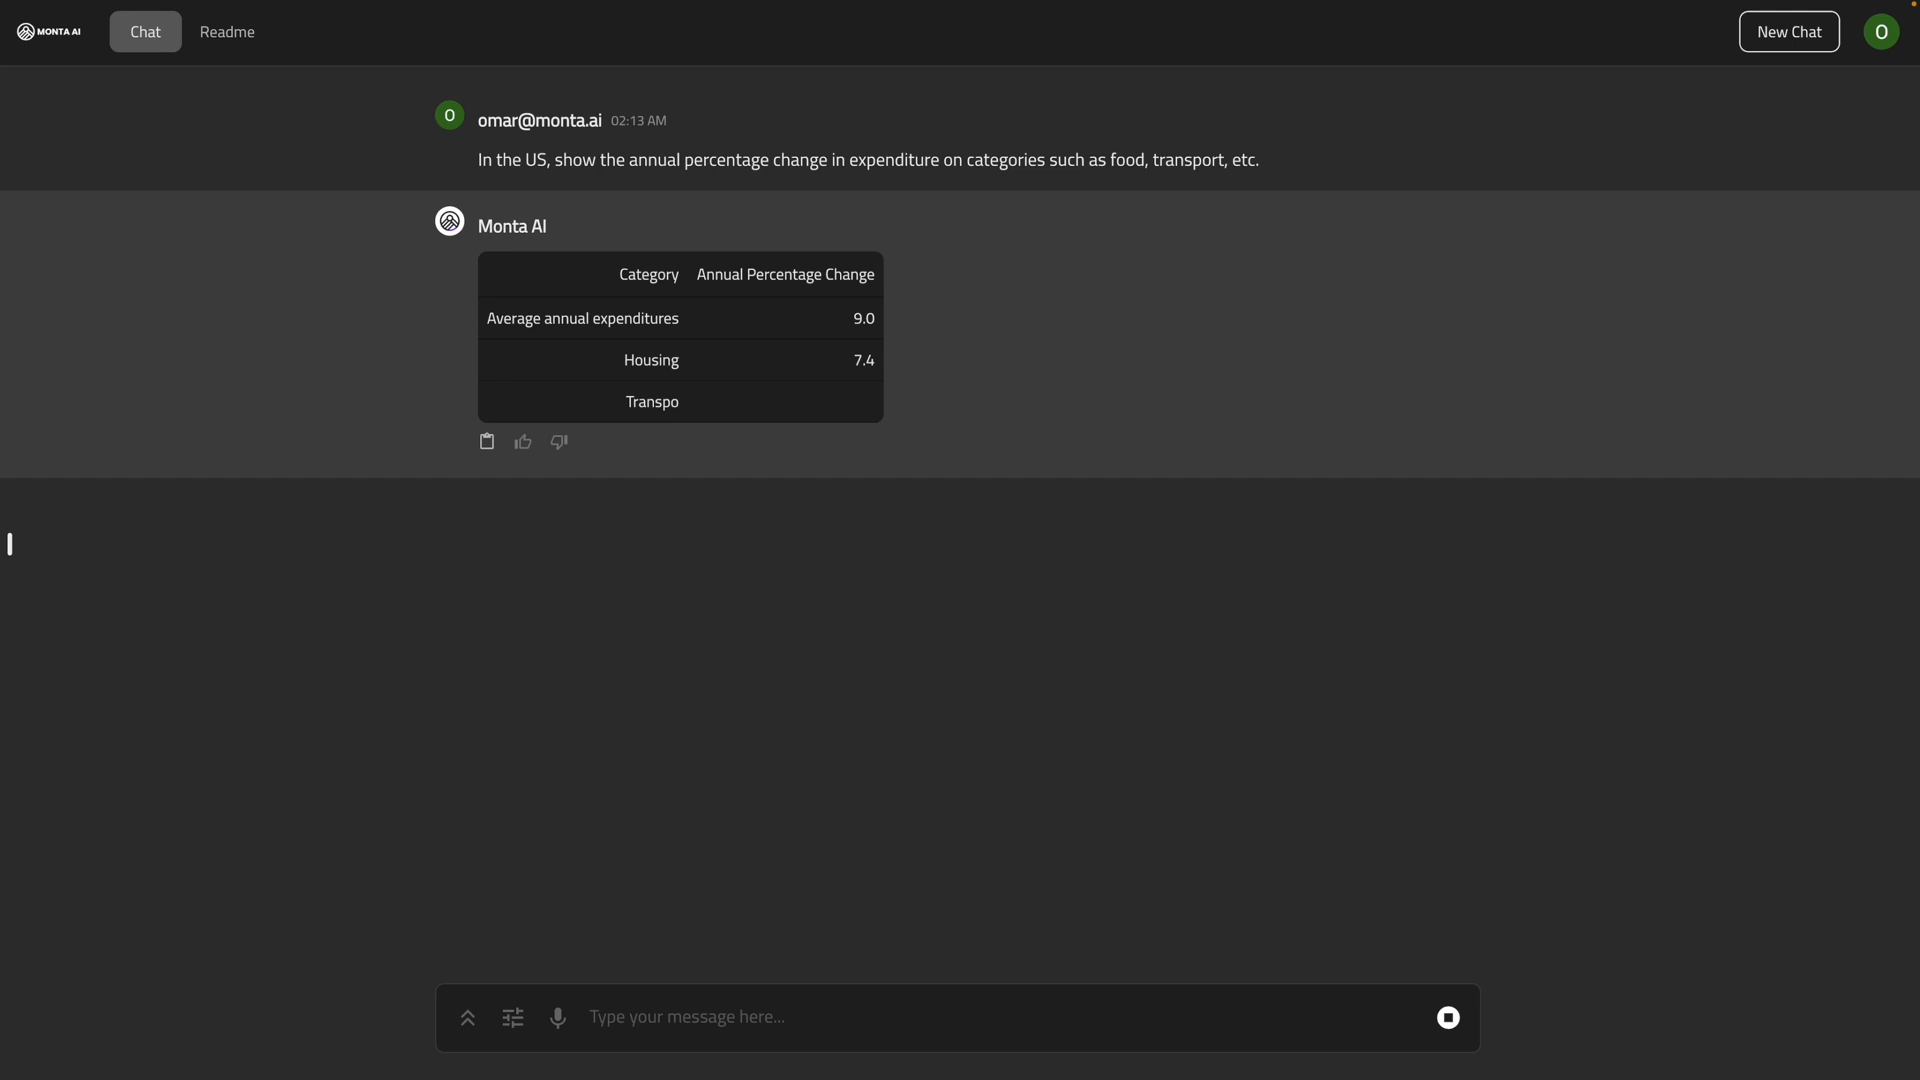 MONTA AI
Chat
Readme
New Chat
O
O
omar@monta.ai 02:13 AM
In the US, show the annual percentage change in expenditure on categories such as food, transport, etc.
Monta AI
Category Annual Percentage Change
Average annual expenditures 9.0
Housing 7.4
Transpo
Type your message here...